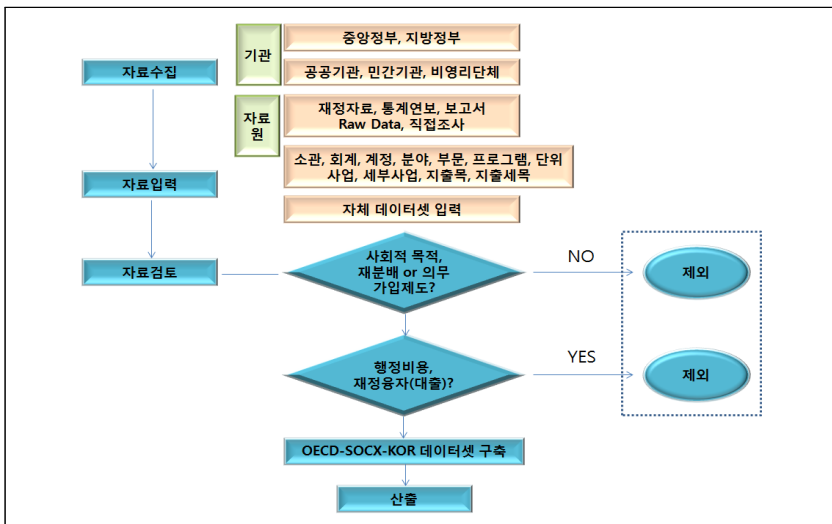 기관
중앙정부, 지방정부
자료수집
공공기관, 민간기관, 비영리단체
자료
원
재정자료, 통계연보, 보고서
Raw Data, 직접조사
소관, 회계, 계정, 분야, 부문, 프로그램, 단위
사업, 세부사업, 지출목, 지출세목
자료입력
자체 데이터셋 입력
자료검토
사회적 목적,
재분배 or 의무
가입제도?
NO
제외
행정비용,
재정융자(대출)?
YES
제외
OECD-SOCX-KOR 데이터셋 구축
산출